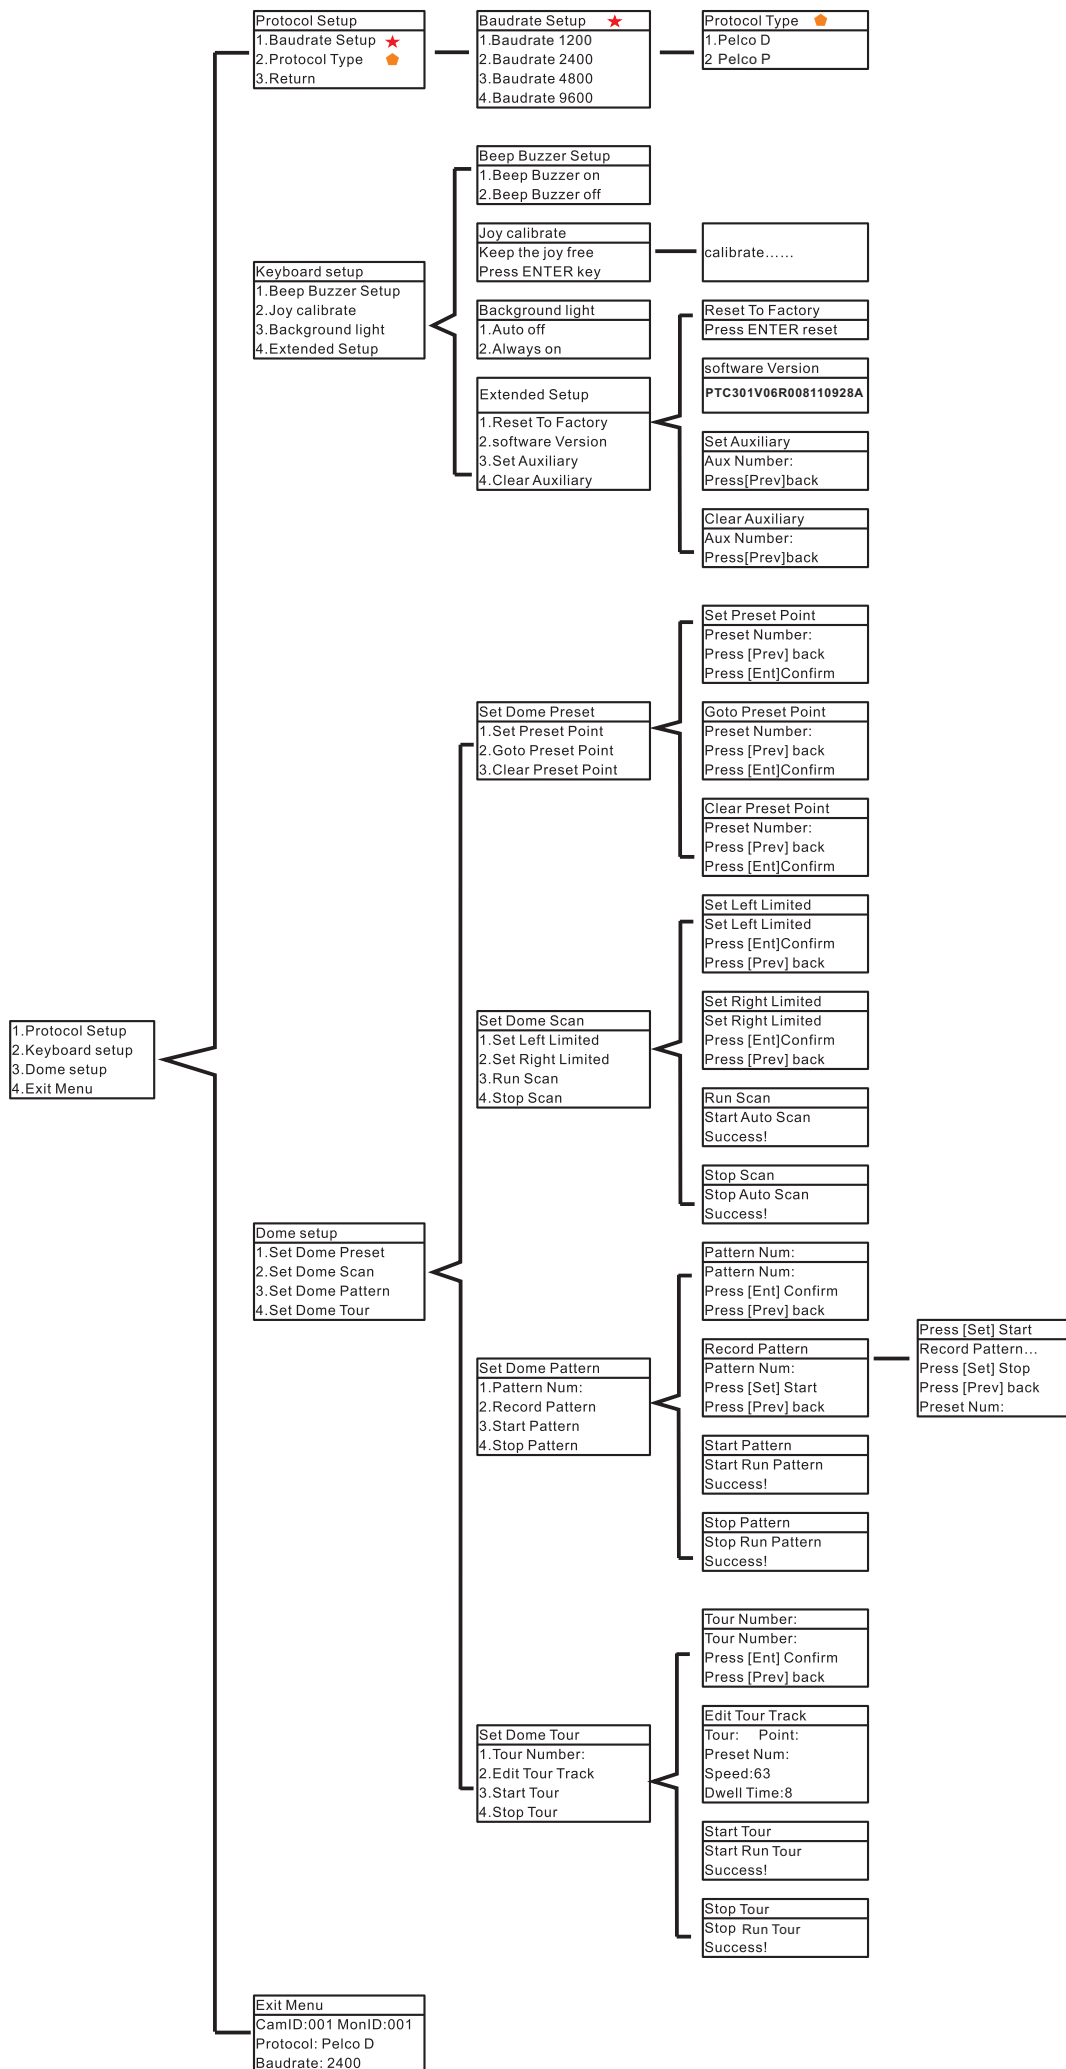 1.Protocol Setup
2.Keyboard setup
3.Dome setup
4.Exit Menu
Protocol Setup
1.Baudrate Setup
2.Protocol Type
3.Return
Baudrate Setup
1.Baudrate 1200
2.Baudrate 2400
3.Baudrate 4800
4.Baudrate 9600
Protocol Type
1.Pelco D
2 Pelco P
Keyboard setup
1.Beep Buzzer Setup
2.Joy calibrate
3.Background light
4.Extended Setup
Beep Buzzer Setup
1.Beep Buzzer on
2.Beep Buzzer off
Joy calibrate
Keep the joy free
Press ENTER key
calibrate......
Background light
1.Auto off
2.Always on
Extended Setup
1.Reset To Factory
2.software Version
3.Set Auxiliary
4.Clear Auxiliary
Reset To Factory
Press ENTER reset
software Version
PTC301V06R008110928A
Set Auxiliary
Aux Number:
Press[Prev]back
Clear Auxiliary
Aux Number:
Press[Prev]back
Dome setup
1.Set Dome Preset
2.Set Dome Scan
3.Set Dome Pattern
4.Set Dome Tour
Set Dome Preset
1.Set Preset Point
2.Goto Preset Point
3.Clear Preset Point
Set Preset Point
Preset Number:
Press [Prev] back
Press [Ent]Confirm
Goto Preset Point
Preset Number:
Press [Prev] back
Press [Ent]Confirm
Clear Preset Point
Preset Number:
Press [Prev] back
Press [Ent]Confirm
Set Dome Scan
1.Set Left Limited
2.Set Right Limited
3.Run Scan
4.Stop Scan
Set Left Limited
Set Left Limited
Press [Ent]Confirm
Press [Prev] back
Set Right Limited
Set Right Limited
Press [Ent]Confirm
Press [Prev] back
Run Scan
Start Auto Scan
Success!
Stop Scan
Stop Auto Scan
Success!
Set Dome Pattern
1.Pattern Num:
2.Record Pattern
3.Start Pattern
4.Stop Pattern
Pattern Num:
Pattern Num:
Press [Ent] Confirm
Press [Prev] back
Record Pattern
Pattern Num:
Press [Set] Start
Press [Prev] back
Press [Set] Start
Record Pattern...
Press [Set] Stop
Press [Prev] back
Preset Num:
Start Pattern
Start Run Pattern
Success!
Stop Pattern
Stop Run Pattern
Success!
Set Dome Tour
1.Tour Number:
2.Edit Tour Track
3.Start Tour
4.Stop Tour
Tour Number:
Tour Number:
Press [Ent] Confirm
Press [Prev] back
Edit Tour Track
Tour: Point:
Preset Num:
Speed:63
Dwell Time:8
Start Tour
Start Run Tour
Success!
Stop Tour
Stop Run Tour
Success!
Exit Menu
CamID:001 MonID:001
Protocol: Pelco D
Baudrate: 2400